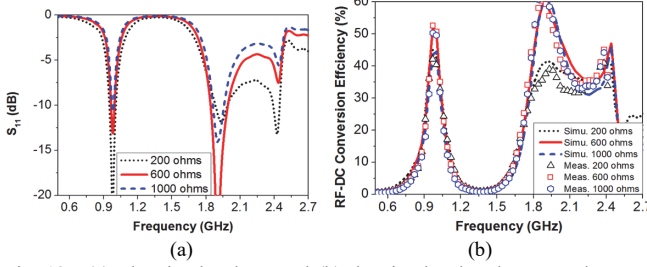 (a)
S11 (dB)
0
-5
-10
-15
-20
200 ohms
600 ohms
1000 ohms
0.6 0.9 1.2 1.5 1.8 2.1 2.4 2.7
Frequency (GHz)
(a)
RF-DC Conversion Efficiency (%)
60
50
40
30
20
10
0
Simu. 200 ohms
Simu. 600 ohms
Simu. 1000 ohms
Meas. 200 ohms
Meas. 600 ohms
Meas. 1000 ohms
0.6 0.9 1.2 1.5 1.8 2.1 2.4 2.7
Frequency (GHz)
(b)